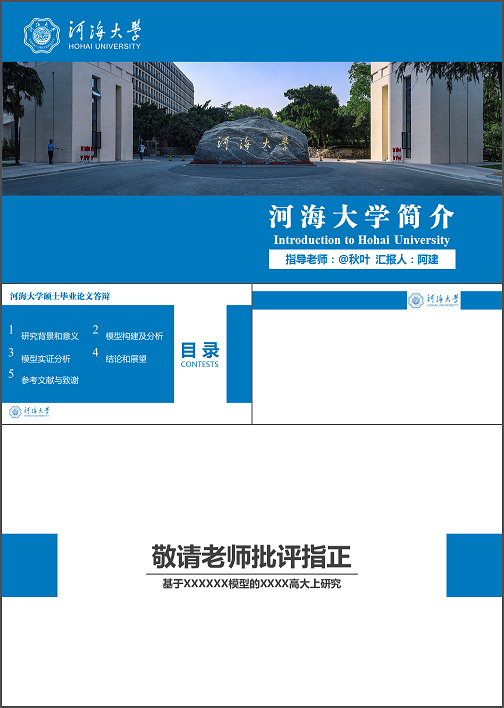 河海大学
HOHAI UNIVERSITY
河海大學
河海大学简介
Introduction to Hohai University
指导老师：@秋叶 汇报人：阿建
河海大学硕士毕业论文答辩
1 研究背景和意义 2 模型构建及分析
3 模型实证分析 4 结论和展望
5 参考文献与致谢
目录
CONTESTS
河海大学
河海大学
敬请老师批评指正
基于XXXXXX模型的XXXX高大上研究